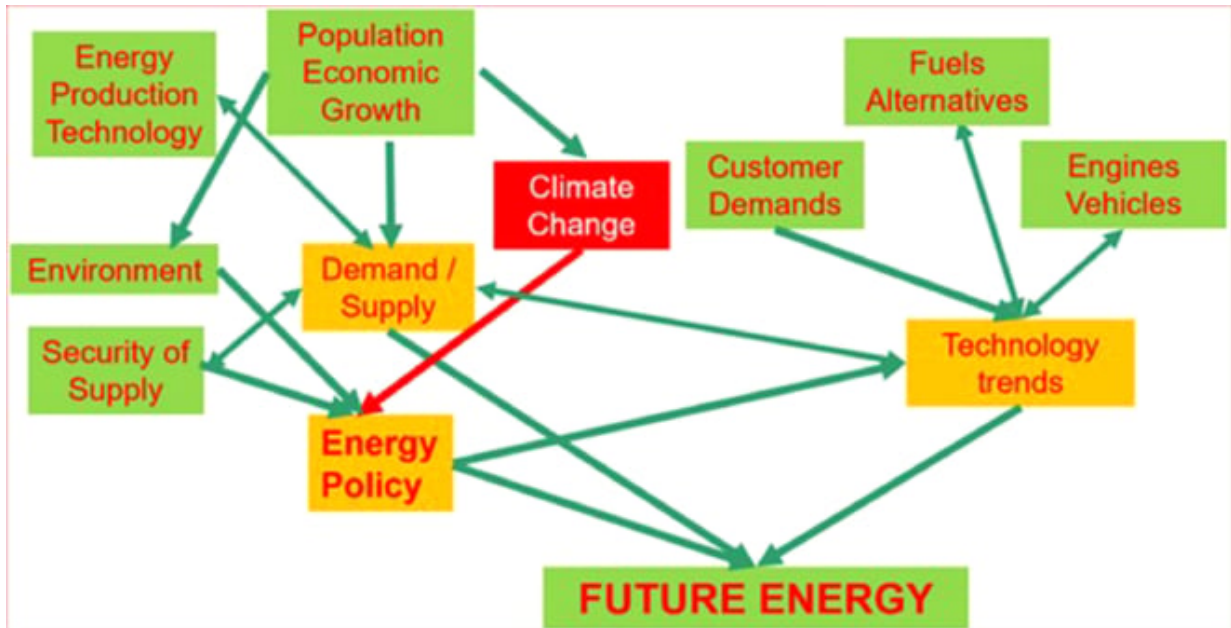 Energy
Production
Technology
Population
Economic
Growth
Fuels
Alternatives
Climate
Change
Customer
Demands
Engines
Vehicles
Environment
Demand /
Supply
Security of
Supply
Technology
trends
Energy
Policy
FUTURE ENERGY